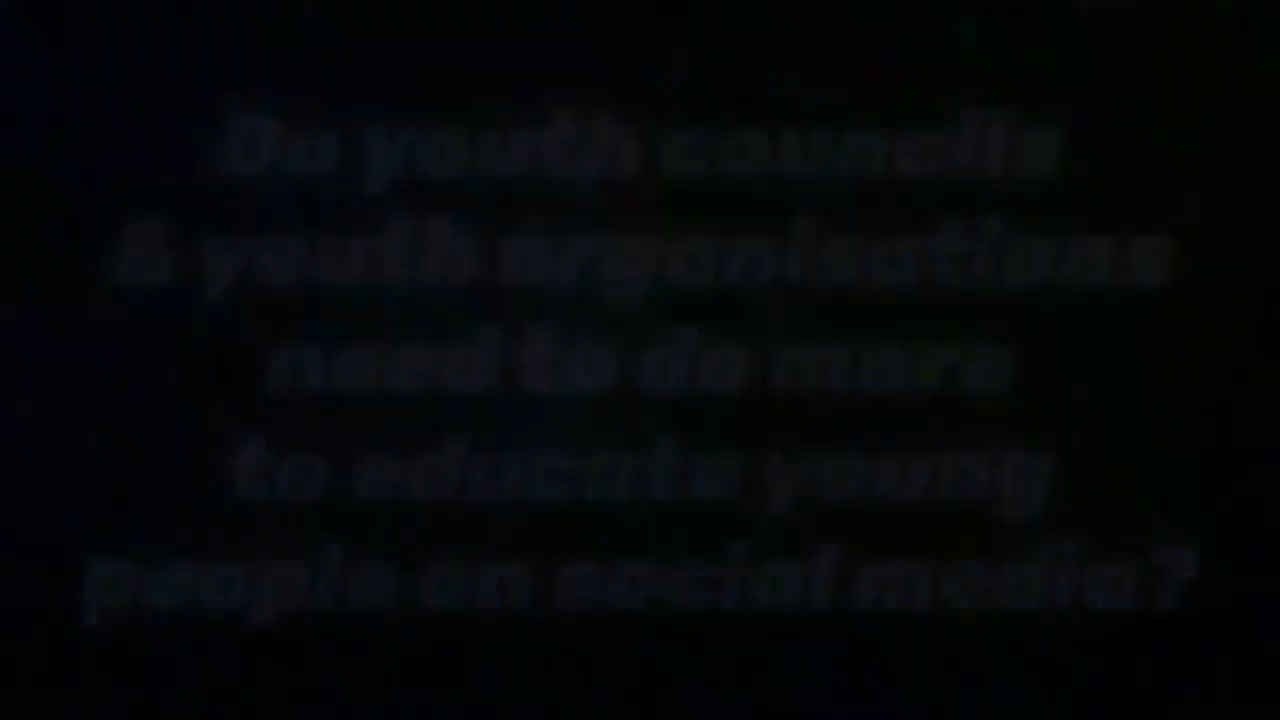 Do youth councils
& youth organisations
need to do more
to educate young
people on social media?